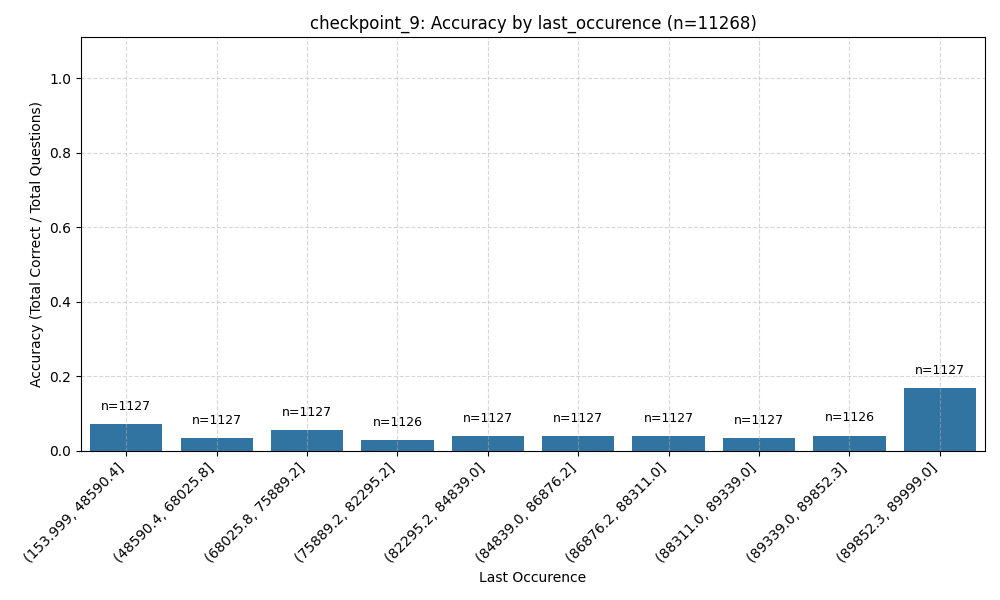 checkpoint_9: Accuracy by last_occurence (n=11268)
Accuracy (Total Correct / Total Questions)
1.0
0.8
0.6
0.4
0.2
0.0
n=1127
n=1127
n=1127
n=1126
n=1127
n=1127
n=1127
n=1127
n=1126
n=1127
(153.999, 48590.4]
(48590.4, 68025.8]
(68025.8, 75889.2]
(75889.2, 82295.2]
(82295.2, 84839.0]
(84839.0, 86876.2]
(86876.2, 88311.0]
(88311.0, 89339.0]
(89339.0, 89852.3]
(89852.3, 89999.0]
Last Occurence